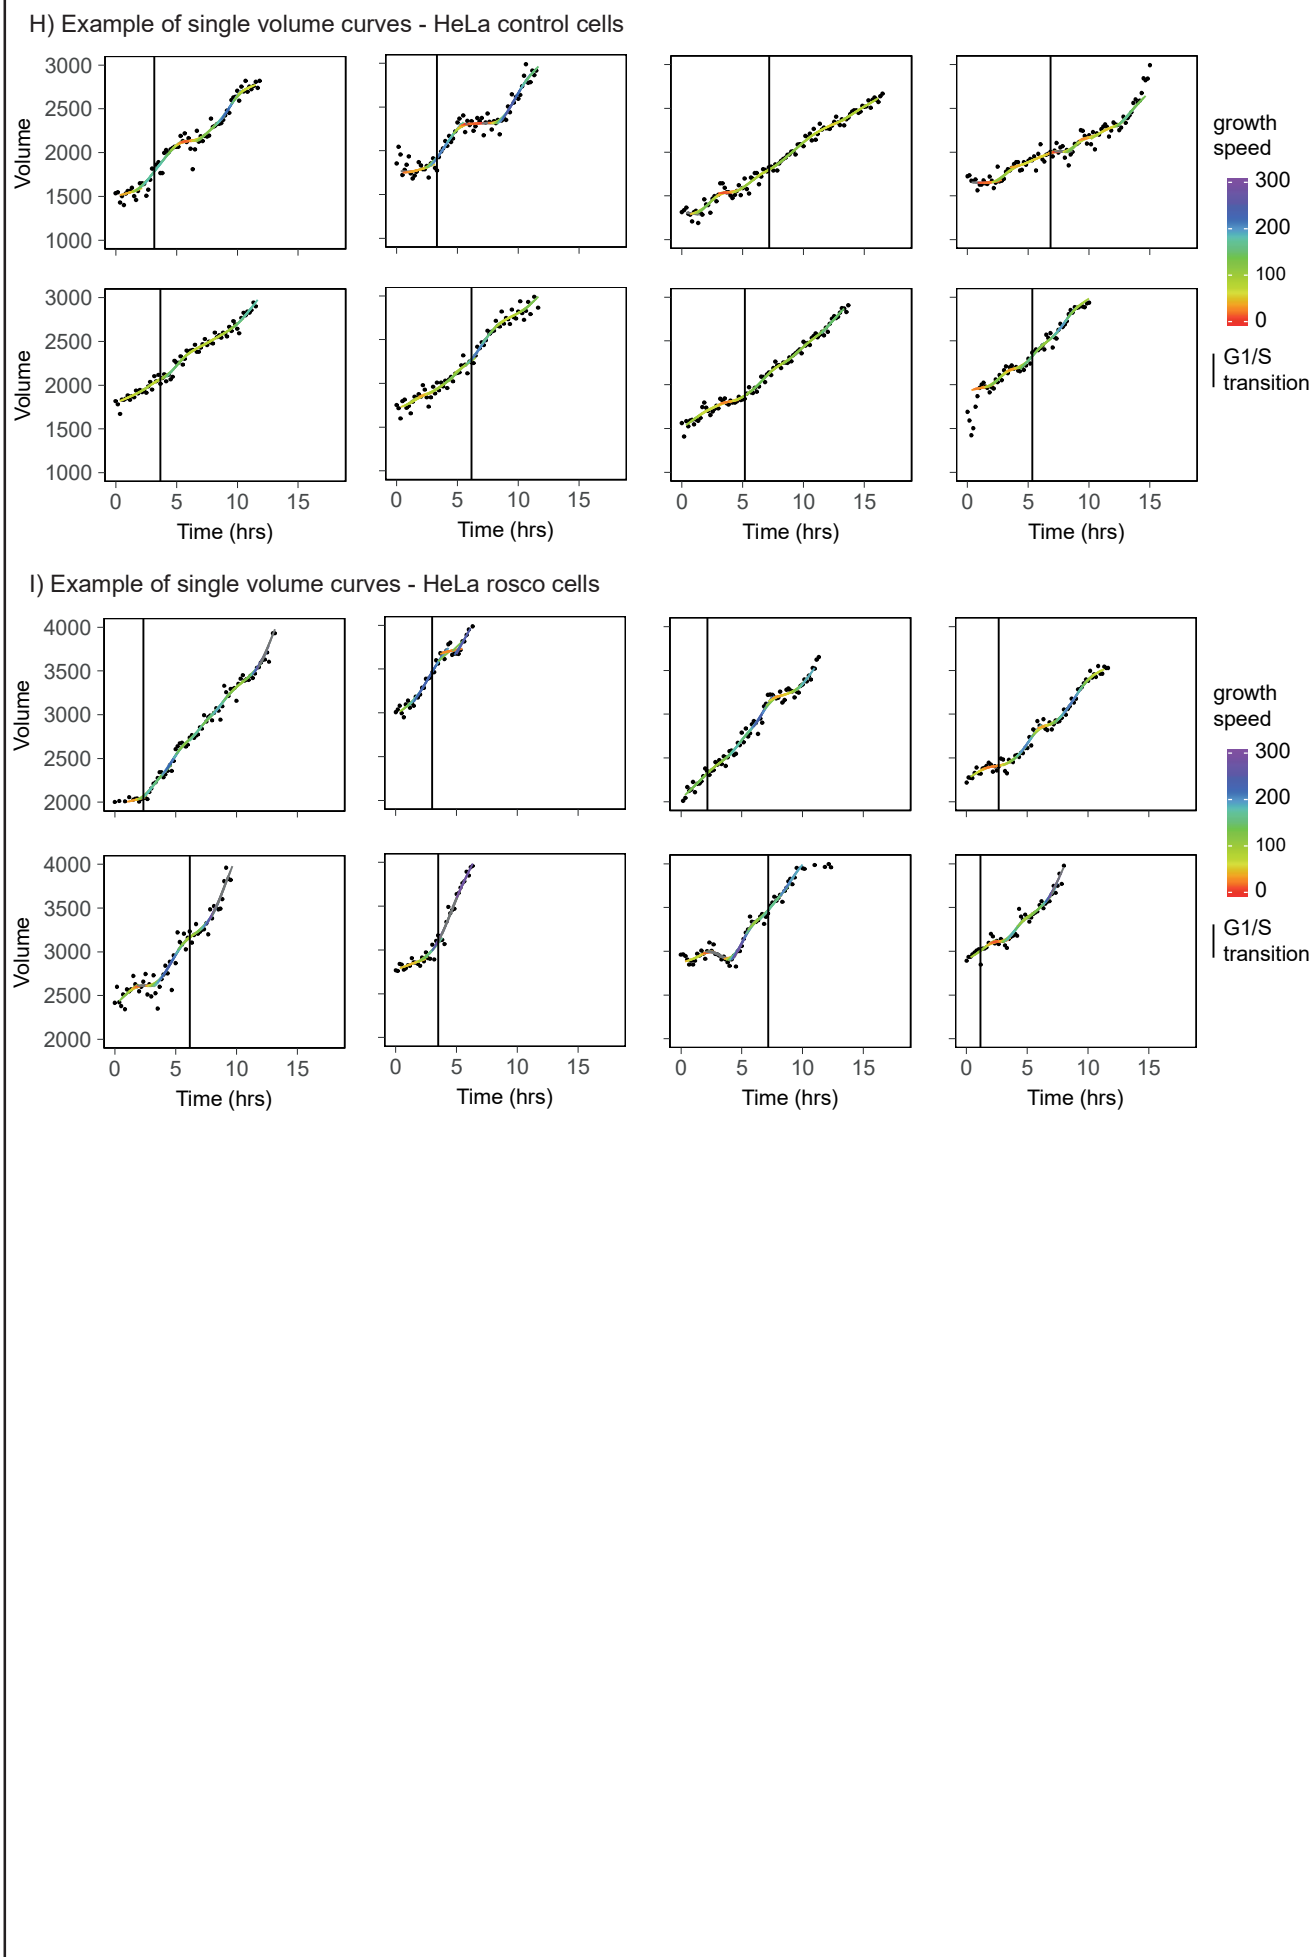 H) Example of single volume curves - HeLa control cells
3000
2500
2000
1500
1000
Volume
growth
speed
300
200
100
0
G1/S
transition
3000
2500
2000
1500
1000
Volume
0 5 10 15
0 5 10 15
0 5 10 15
0 5 10 15
Time (hrs)
Time (hrs)
Time (hrs)
Time (hrs)
I) Example of single volume curves - HeLa rosco cells
4000
3500
3000
2500
2000
Volume
growth
speed
300
200
100
0
G1/S
transition
4000
3500
3000
2500
2000
Volume
0 5 10 15
0 5 10 15
0 5 10 15
0 5 10 15
Time (hrs)
Time (hrs)
Time (hrs)
Time (hrs)